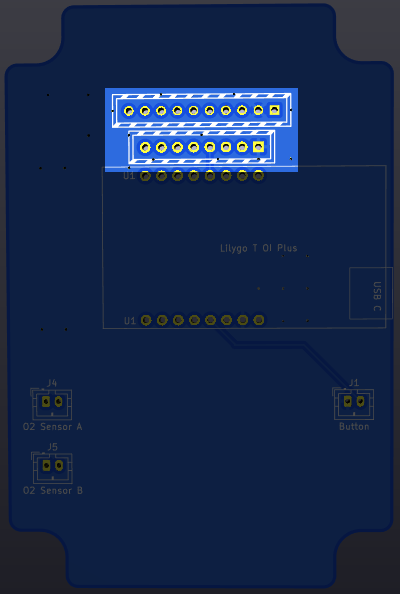 U1
Lilygo T OI Plus
USB C
U1
J4
J1
O2 Sensor A
Button
J5
O2 Sensor B